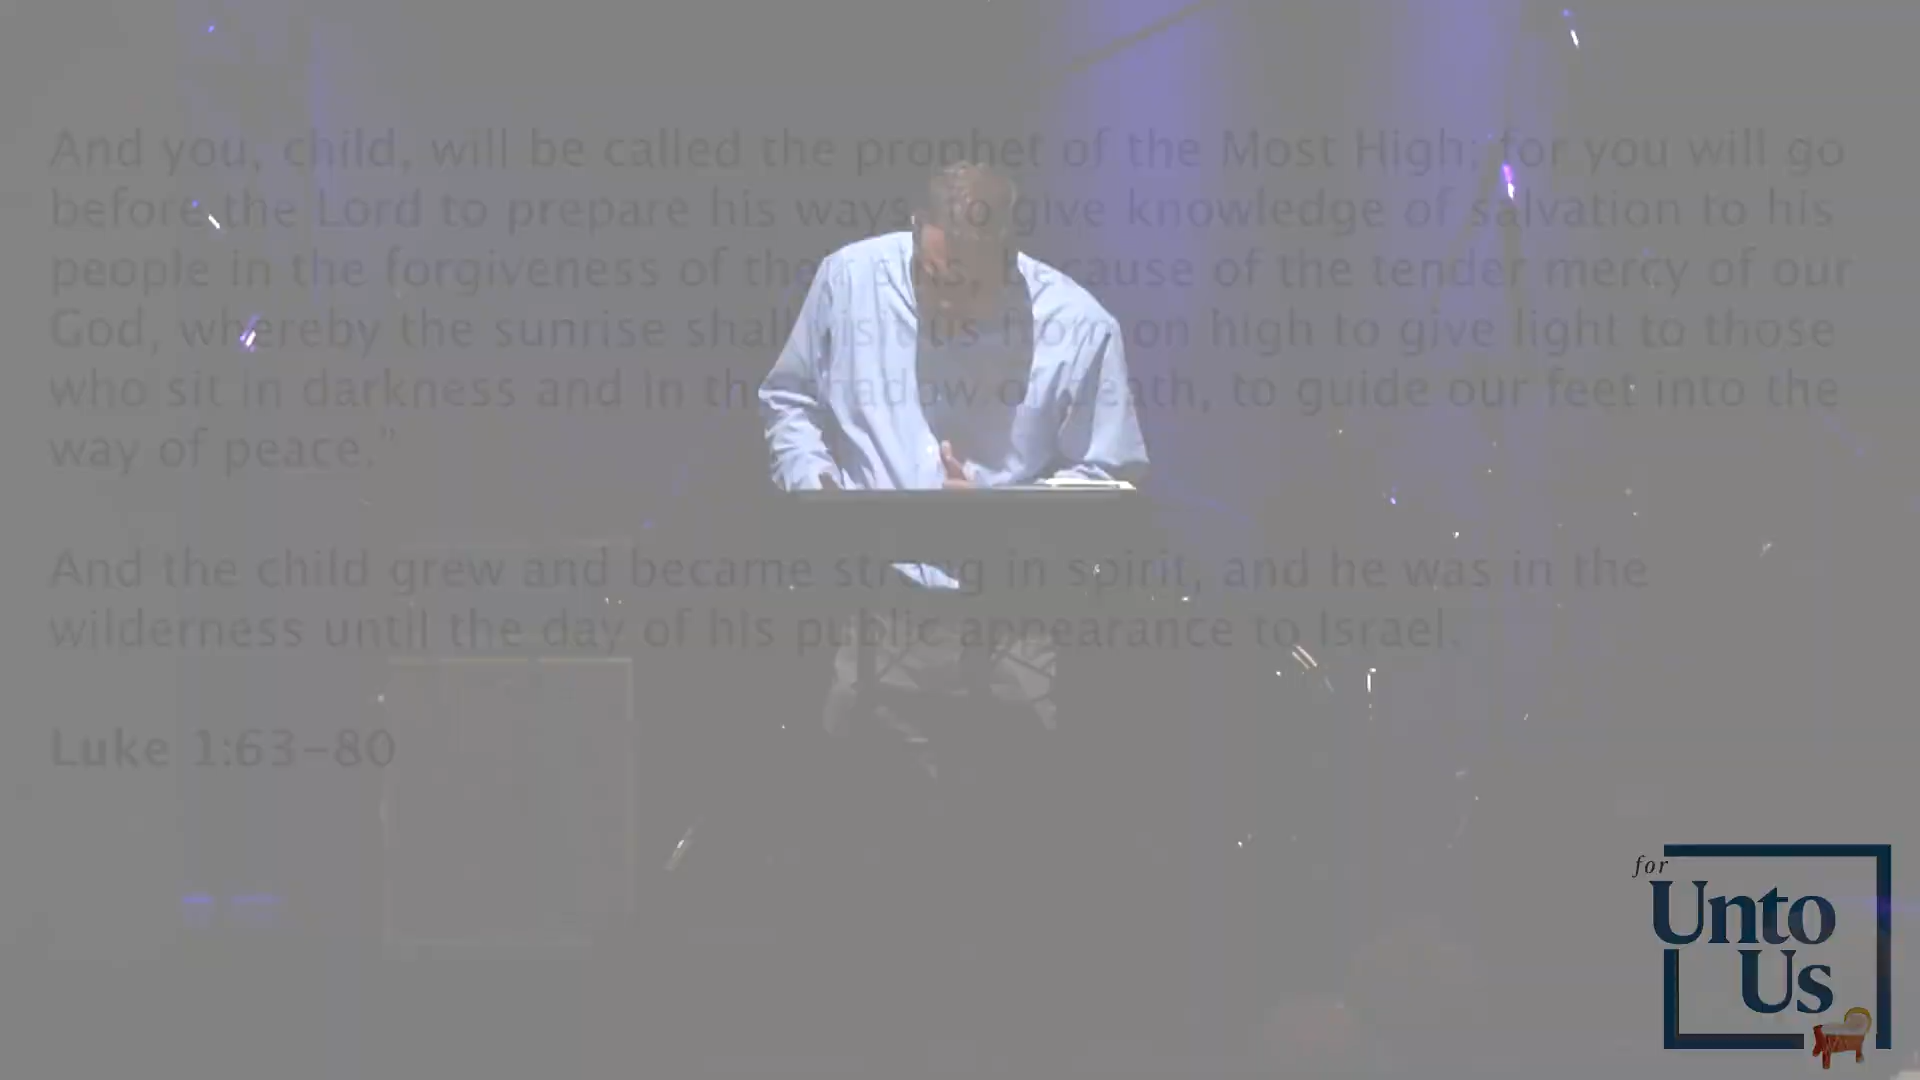 And you, child, will be called the prophet of the Most High; for you will go
before the Lord to prepare his ways, to give knowledge of salvation to his
people in the forgiveness of their sins, because of the tender mercy of our
God, whereby the sunrise shall visit us from on high to give light to those
who sit in darkness and in the shadow of death, to guide our feet into the
way of peace.”
And the child grew and became strong in spirit, and he was in the
wilderness until the day of his public appearance to Israel.
Luke 1:63–80
for
Unto
Us